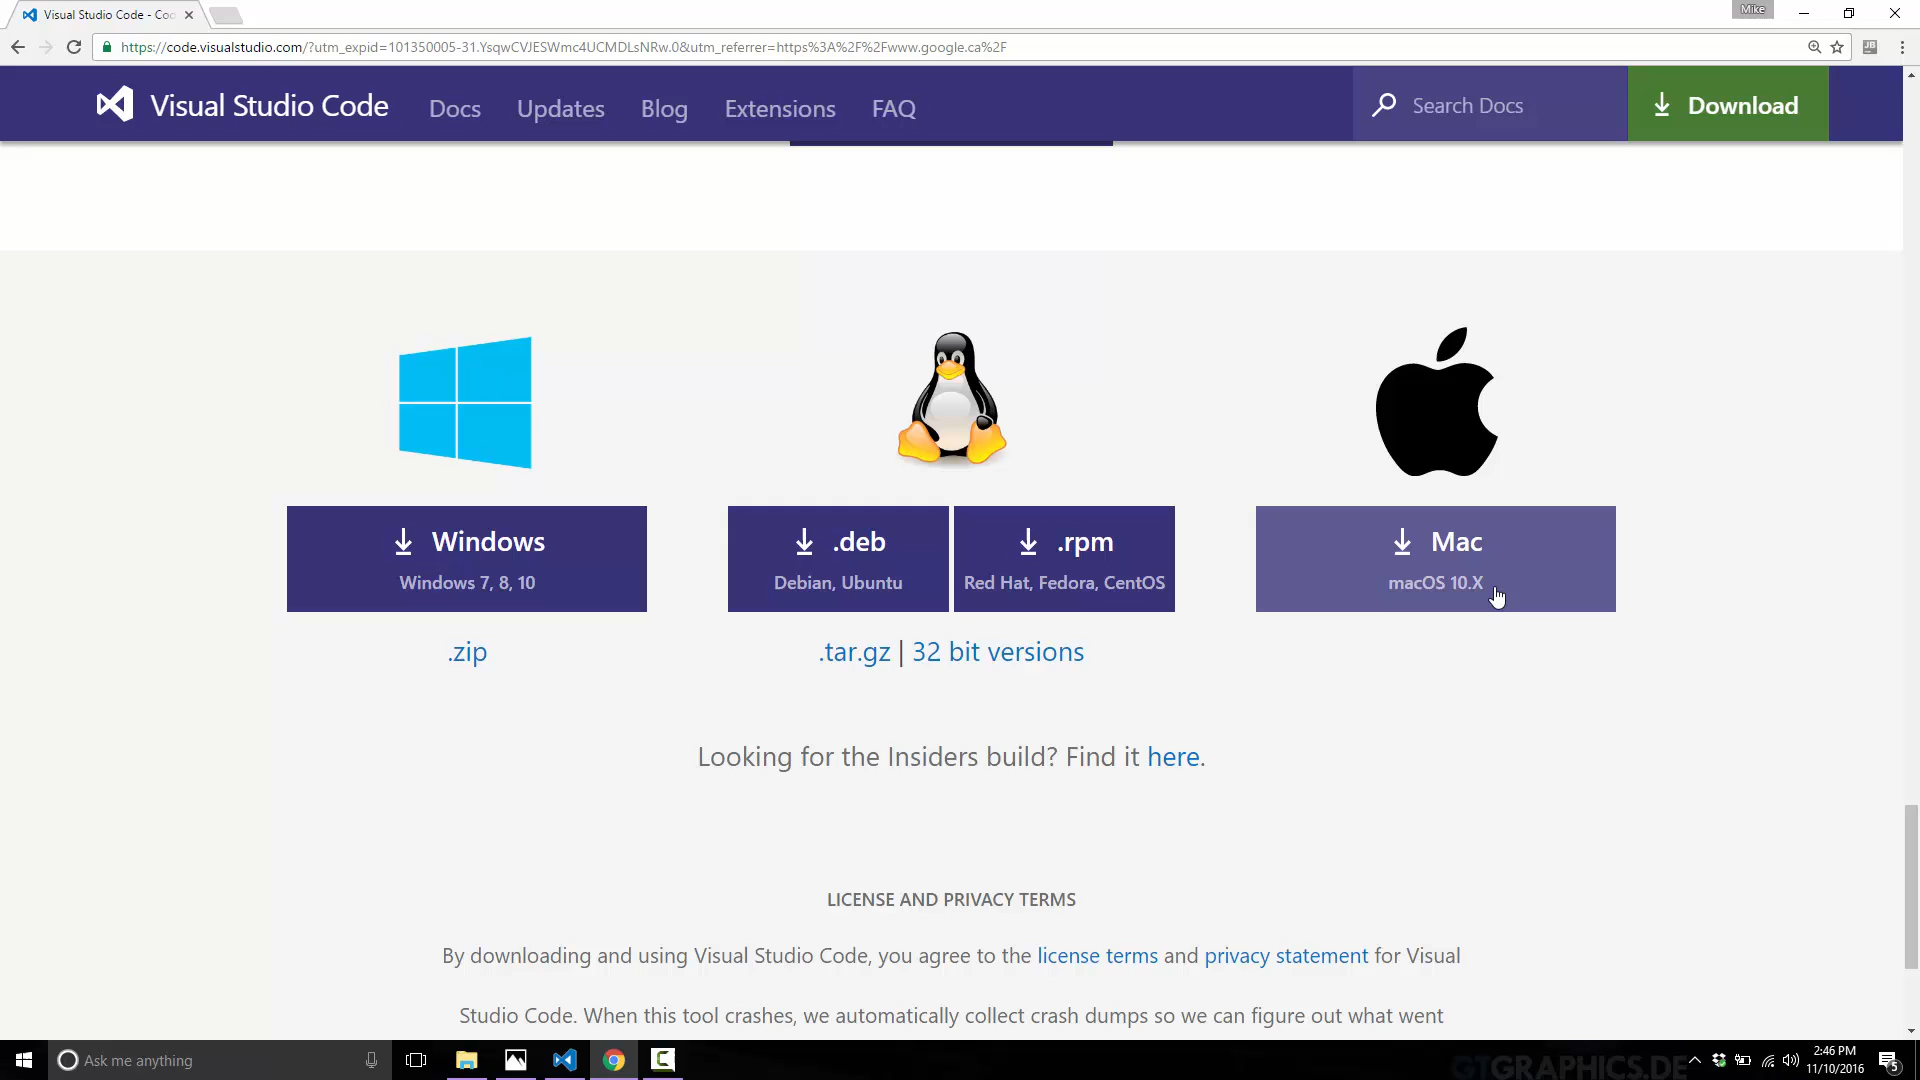 Visual Studio Code - Coc
Mike
https://code.visualstudio.com/?utm_expid=101350005-31.YsqwCVJESWmc4UCMDLsNRw.0&utm_referrer=https%3A%2F%2Fwww.google.ca%2F
JB
Visual Studio Code
Docs
Updates
Blog
Extensions
FAQ
Search Docs
Download
Windows
Windows 7, 8, 10
.deb
Debian, Ubuntu
.rpm
Red Hat, Fedora, CentOS
Mac
macOS 10.X
.zip
.tar.gz | 32 bit versions
Looking for the Insiders build? Find it here.
LICENSE AND PRIVACY TERMS
By downloading and using Visual Studio Code, you agree to the license terms and privacy statement for Visual
Studio Code. When this tool crashes, we automatically collect crash dumps so we can figure out what went
Ask me anything
GTGRAPHICS.DE
2:46 PM
11/10/2016
5